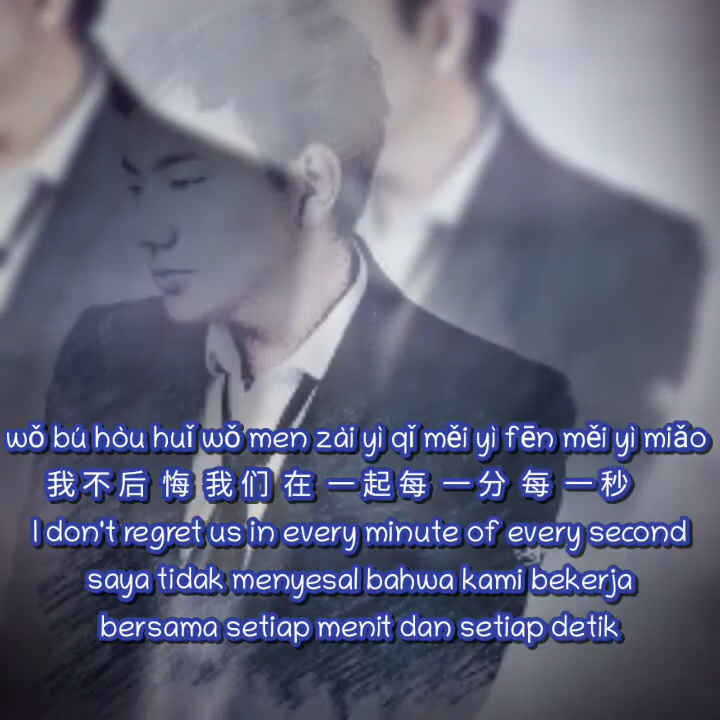 wǒ bú hòu huǐ wǒ men zài yì qǐ měi yì fēn měi yì miǎo
我不后 悔 我们 在 一起每 一分 每 一秒
I don't regret us in every minute of every second
saya tidak menyesal bahwa kami bekerja
bersama setiap menit dan setiap detik